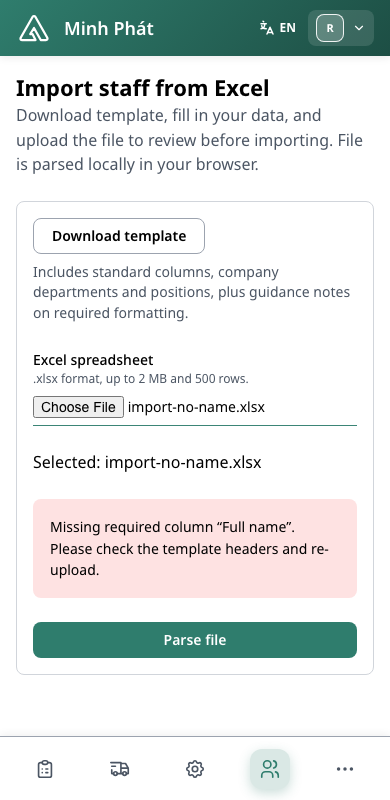 Minh Phát
EN
R
Import staff from Excel
Download template, fill in your data, and
upload the file to review before importing. File
is parsed locally in your browser.
Download template
Includes standard columns, company
departments and positions, plus guidance notes
on required formatting.
Excel spreadsheet
.xlsx format, up to 2 MB and 500 rows.
Choose File import-no-name.xlsx
Selected: import-no-name.xlsx
Missing required column “Full name”.
Please check the template headers and re-
upload.
Parse file